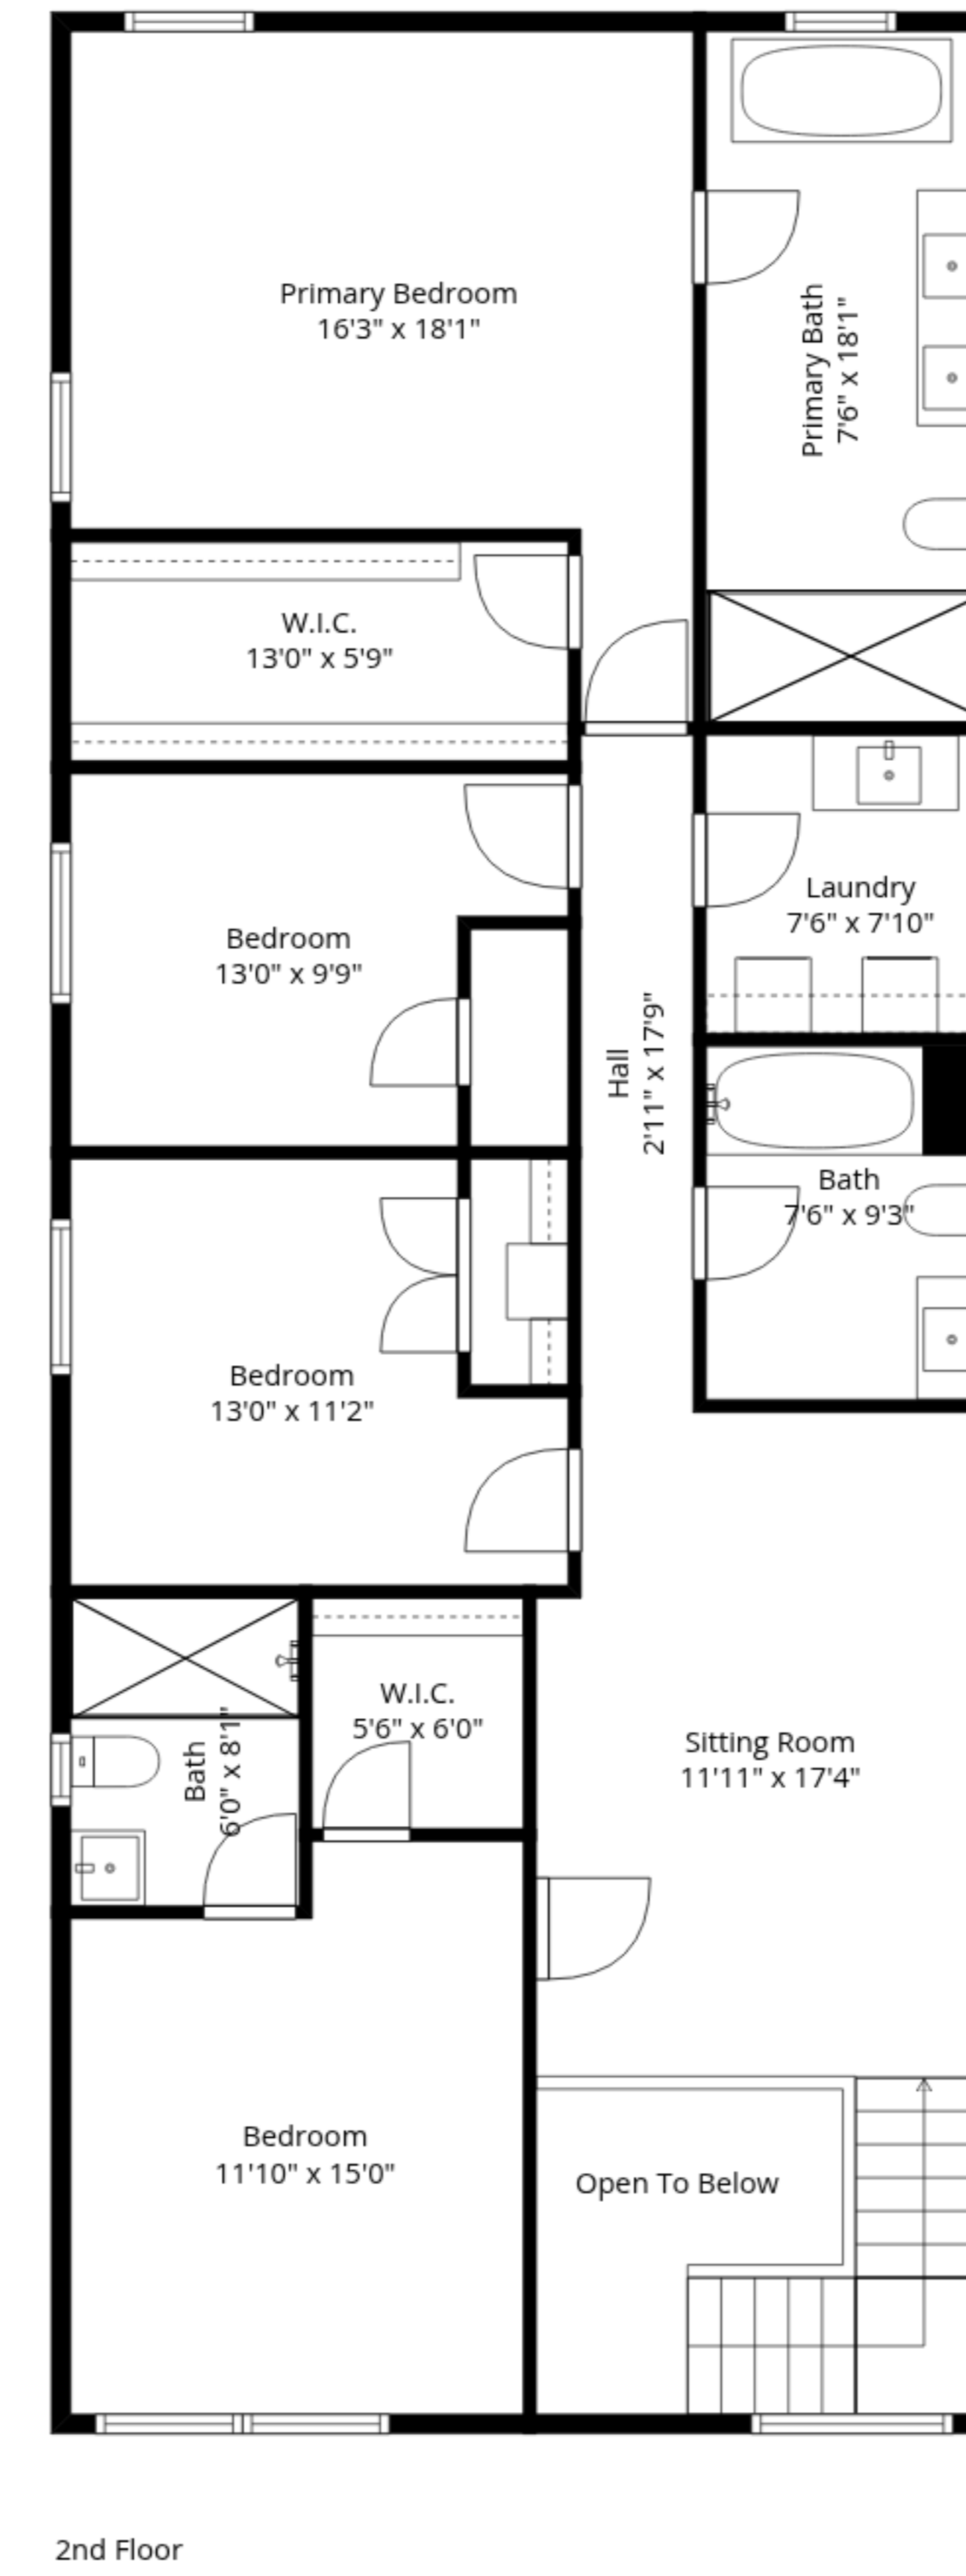 Primary Bedroom
16'3" x 18'1"
Primary Bath
7'6" x 18'1"
W.I.C.
13'0" x 5'9"
Laundry
7'6" x 7'10"
Bedroom
13'0" x 9'9"
Hall
2'11" x 17'9"
Bath
7'6" x 9'3"
Bedroom
13'0" x 11'2"
W.I.C.
5'6" x 6'0"
Bath
6'0" x 8'1"
Sitting Room
11'11" x 17'4"
Bedroom
11'10" x 15'0"
Open To Below
2nd Floor